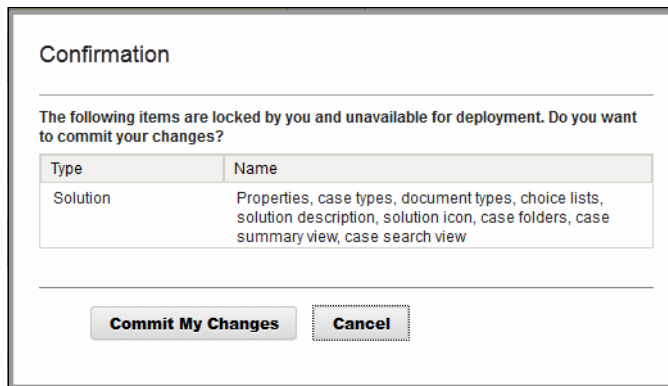 Confirmation
The following items are locked by you and unavailable for deployment. Do you want
to commit your changes?
Type Name
Solution Properties, case types, document types, choice lists,
solution description, solution icon, case folders, case
summary view, case search view
Commit My Changes Cancel